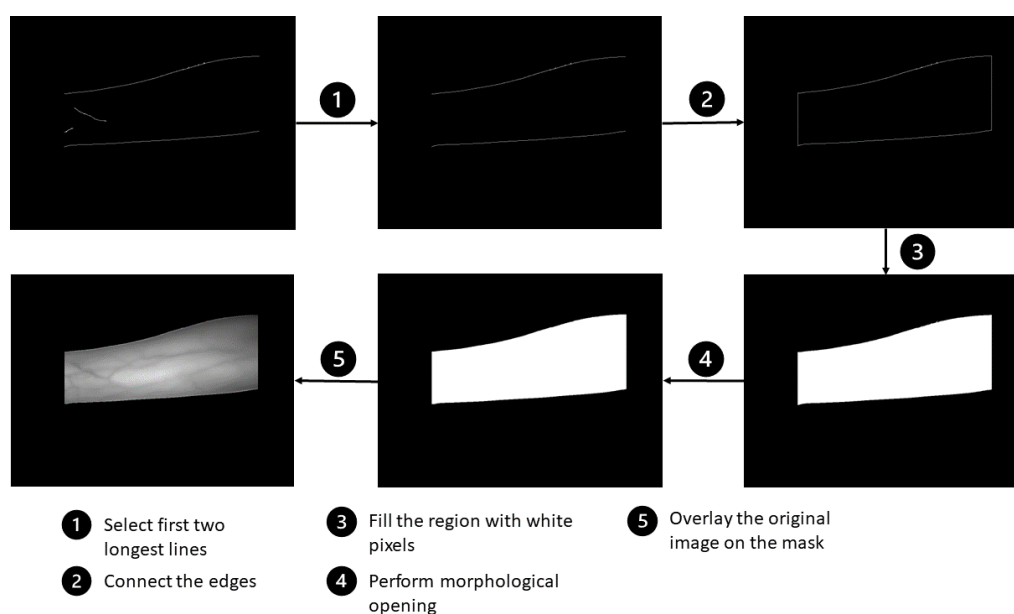 1
2
3
5
4
1 Select first two
longest lines
2 Connect the edges
3 Fill the region with white
pixels
4 Perform morphological
opening
5 Overlay the original
image on the mask